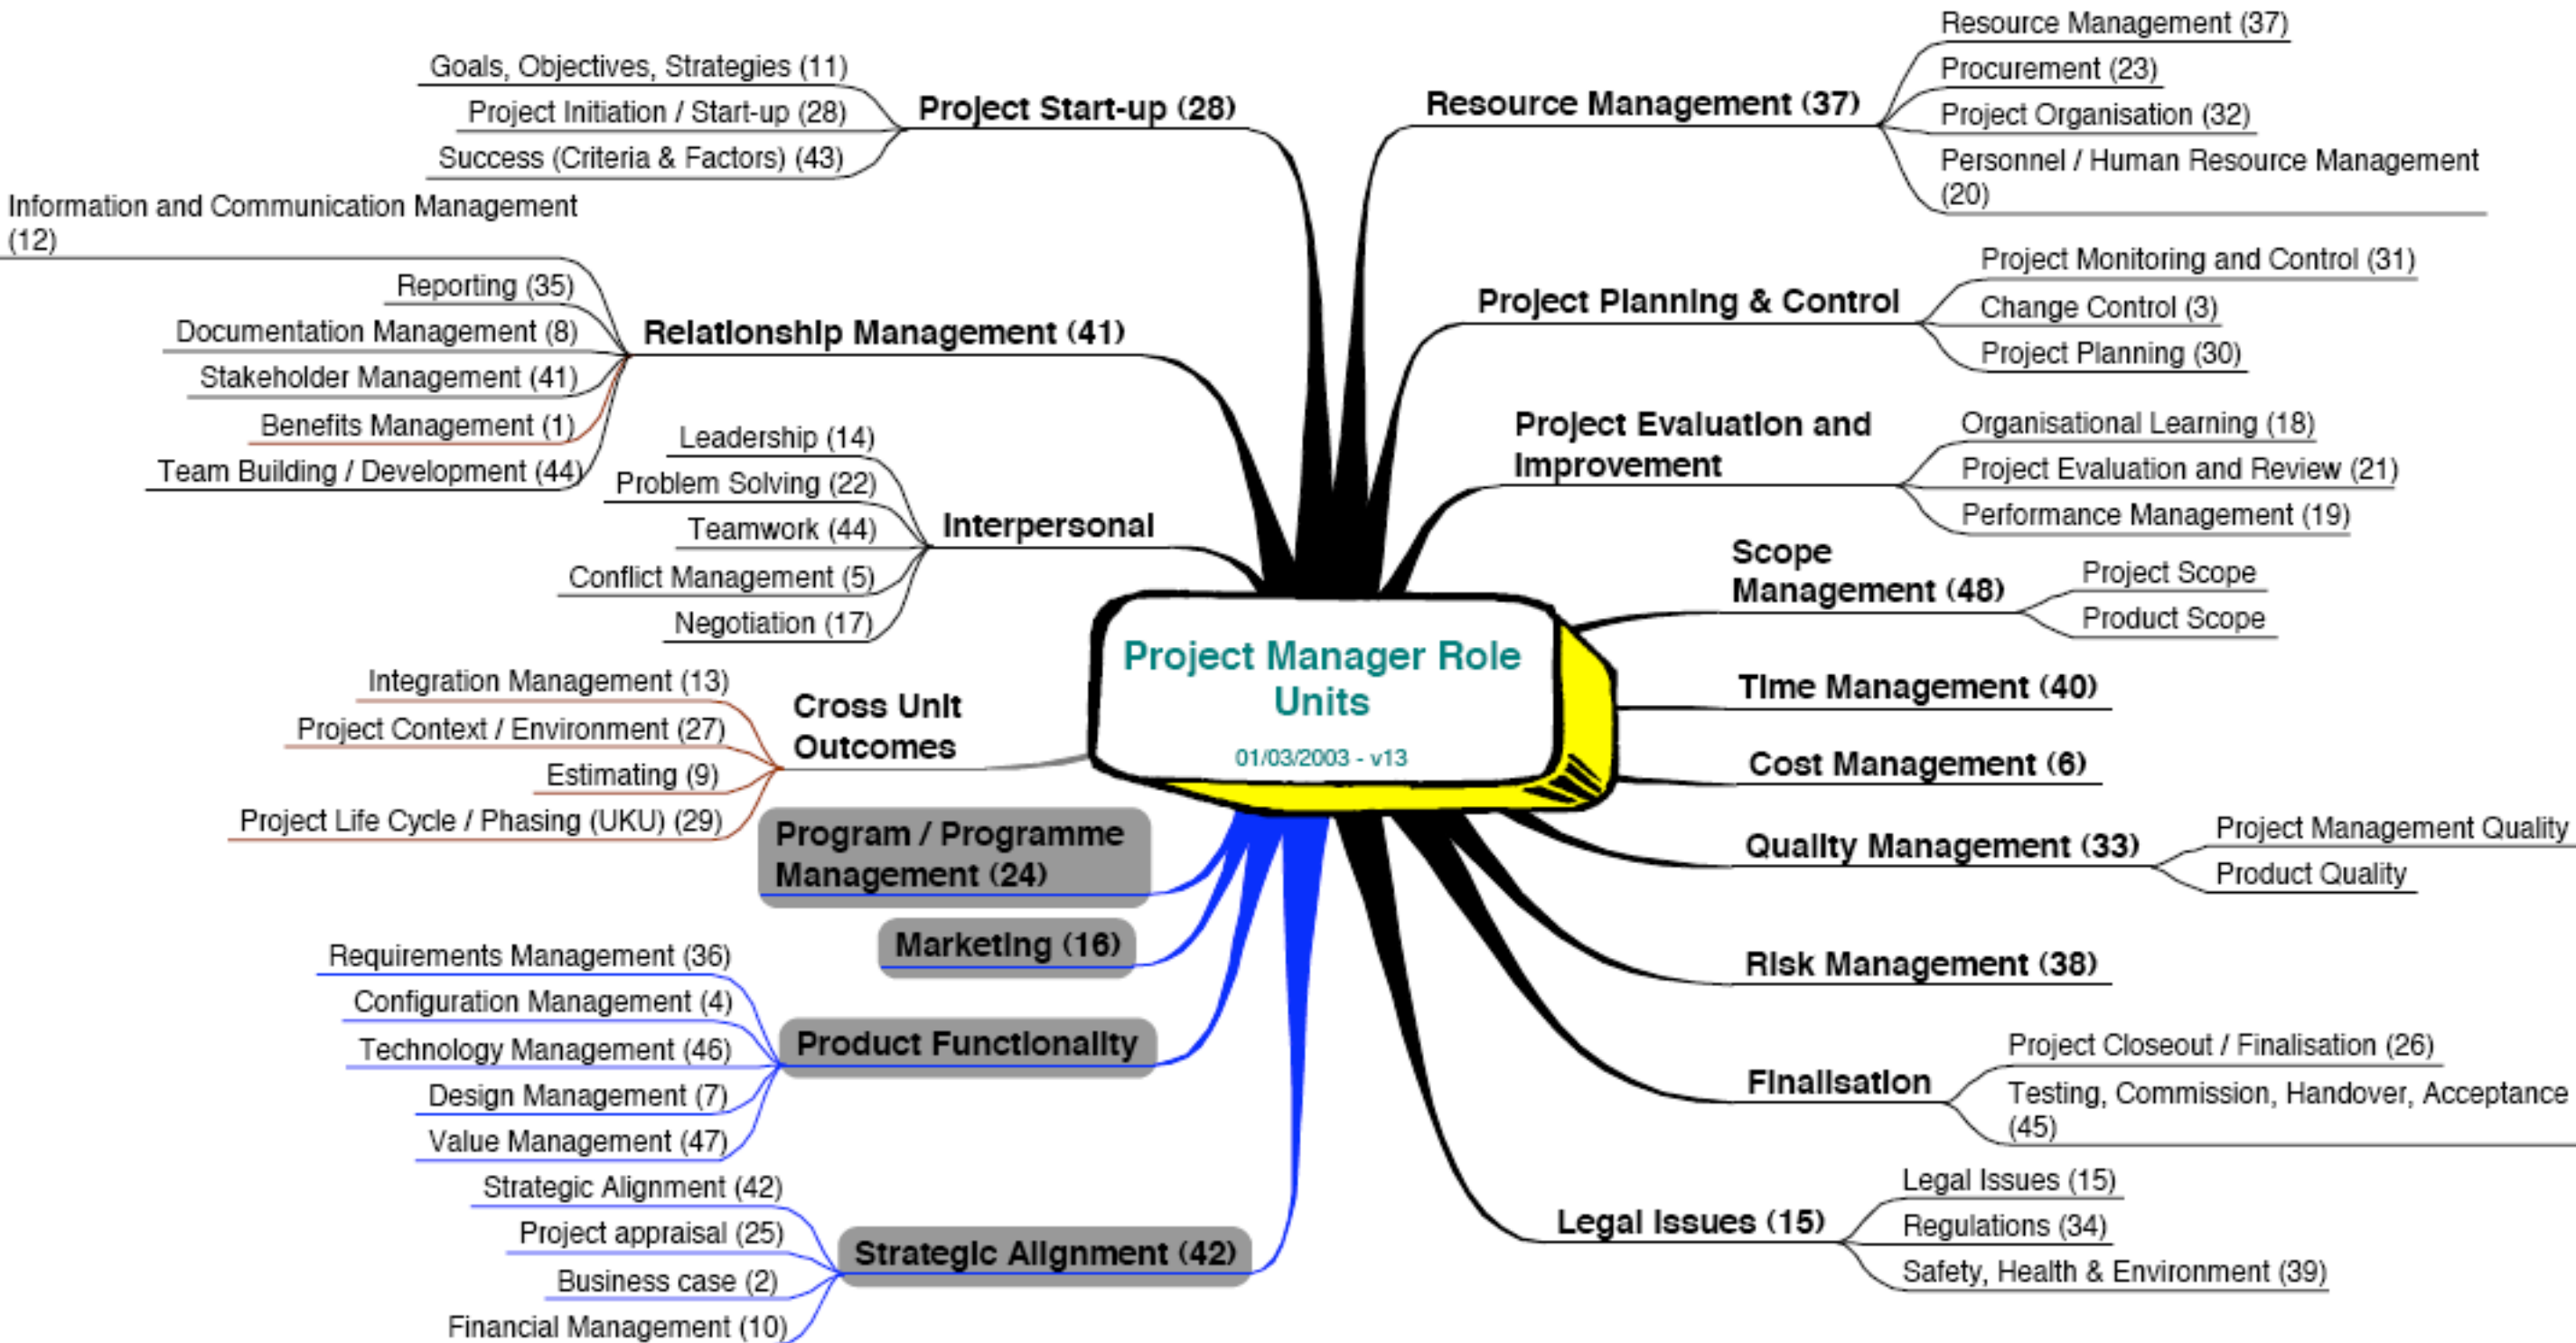 Project Manager Role
Units
01/03/2003 - v13
Project Start-up (28)
Goals, Objectives, Strategies (11)
Project Initiation / Start-up (28)
Success (Criteria & Factors) (43)
Relationship Management (41)
Information and Communication Management
(12)
Reporting (35)
Documentation Management (8)
Stakeholder Management (41)
Benefits Management (1)
Team Building / Development (44)
Interpersonal
Leadership (14)
Problem Solving (22)
Teamwork (44)
Conflict Management (5)
Negotiation (17)
Cross Unit
Outcomes
Integration Management (13)
Project Context / Environment (27)
Estimating (9)
Project Life Cycle / Phasing (UKU) (29)
Program / Programme
Management (24)
Marketing (16)
Product Functionality
Requirements Management (36)
Configuration Management (4)
Technology Management (46)
Design Management (7)
Value Management (47)
Strategic Alignment (42)
Strategic Alignment (42)
Project appraisal (25)
Business case (2)
Financial Management (10)
Resource Management (37)
Resource Management (37)
Procurement (23)
Project Organisation (32)
Personnel / Human Resource Management
(20)
Project Planning & Control
Project Monitoring and Control (31)
Change Control (3)
Project Planning (30)
Project Evaluation and
Improvement
Organisational Learning (18)
Project Evaluation and Review (21)
Performance Management (19)
Scope
Management (48)
Project Scope
Product Scope
Time Management (40)
Cost Management (6)
Quality Management (33)
Project Management Quality
Product Quality
Risk Management (38)
Finalisation
Project Closeout / Finalisation (26)
Testing, Commission, Handover, Acceptance
(45)
Legal Issues (15)
Legal Issues (15)
Regulations (34)
Safety, Health & Environment (39)